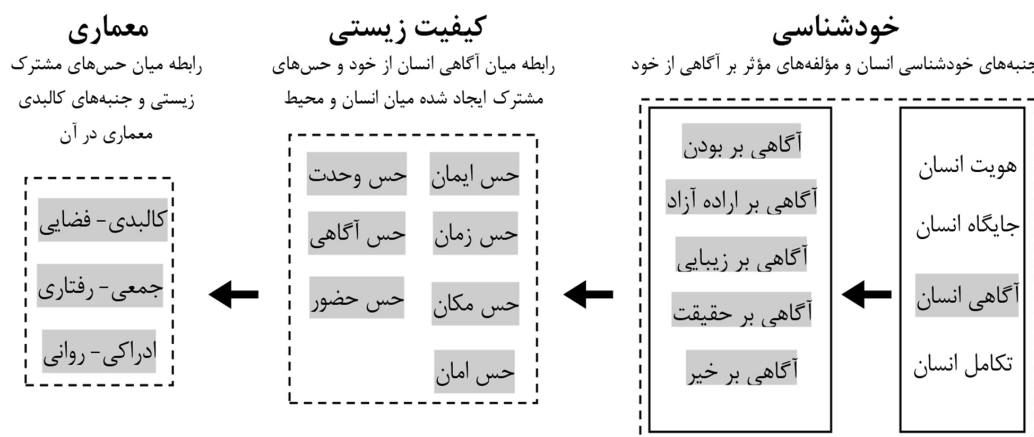 خودشناسی
جنبه‌های خودشناسی انسان و مؤلفه‌های مؤثر بر آگاهی از خود
هویت انسان
جایگاه انسان
آگاهی انسان
تکامل انسان
آگاهی بر بودن
آگاهی بر اراده آزاد
آگاهی بر زیبایی
آگاهی بر حقیقت
آگاهی بر خیر
کیفیت زیستی
رابطه میان آگاهی انسان از خود و حس‌های
مشترک ایجاد شده میان انسان و محیط
حس ایمان
حس زمان
حس مکان
حس امان
حس وحدت
حس آگاهی
حس حضور
معماری
رابطه میان حس‌های مشترک
زیستی و جنبه‌های کالبدی
معماری در آن
کالبدی- فضایی
جمعی- رفتاری
ادراکی- روانی